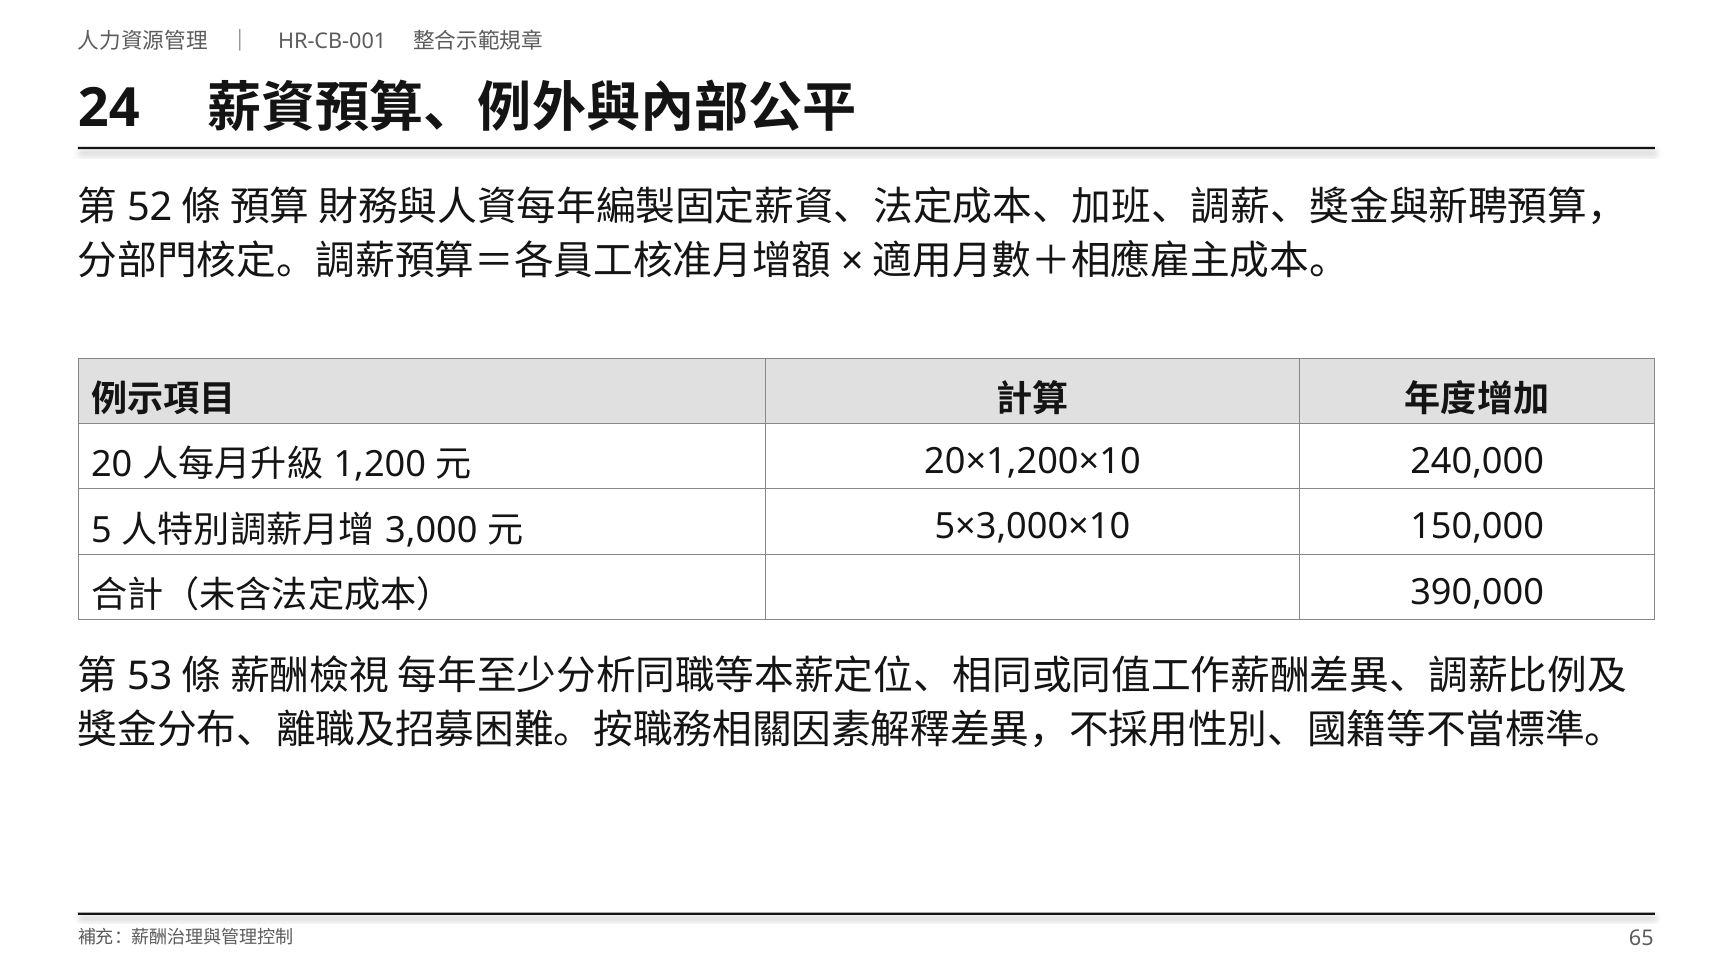 人力資源管理 ｜ HR-CB-001 整合示範規章
24 薪資預算、例外與內部公平
第 52 條 預算 財務與人資每年編製固定薪資、法定成本、加班、調薪、獎金與新聘預算，
分部門核定。調薪預算＝各員工核准月增額 × 適用月數＋相應雇主成本。
例示項目 計算 年度增加
20 人每月升級 1,200 元 20×1,200×10 240,000
5 人特別調薪月增 3,000 元 5×3,000×10 150,000
合計（未含法定成本） 390,000
第 53 條 薪酬檢視 每年至少分析同職等本薪定位、相同或同值工作薪酬差異、調薪比例及
獎金分布、離職及招募困難。按職務相關因素解釋差異，不採用性別、國籍等不當標準。
補充：薪酬治理與管理控制 65